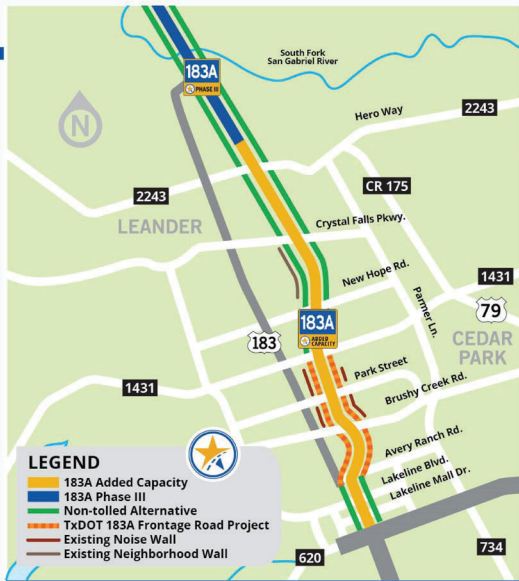 South Fork
San Gabriel River
183A
PHASE III
N
Hero Way
2243
CR 175
2243
LEANDER
Crystal Falls Pkwy.
New Hope Rd.
1431
Parmer Ln.
79
183A
ADDED
CAPACITY
183
CEDAR
PARK
Park Street
1431
Brushy Creek Rd.
Avery Ranch Rd.
Lakeline Blvd.
Lakeline Mall Dr.
LEGEND
183A Added Capacity
183A Phase III
Non-tolled Alternative
TxDOT 183A Frontage Road Project
Existing Noise Wall
Existing Neighborhood Wall
620
734